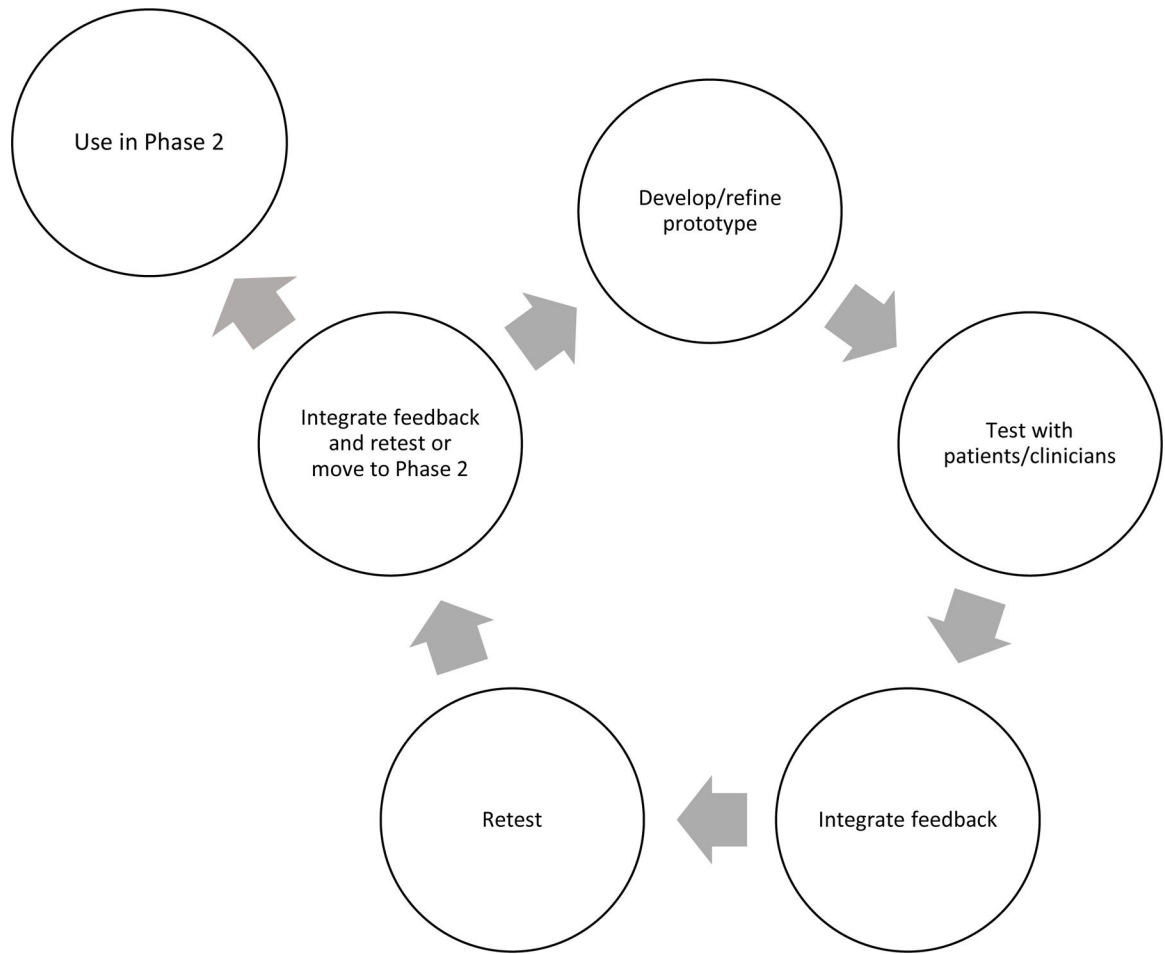 Use in Phase 2
Develop/refine
prototype
Test with
patients/clinicians
Integrate feedback
Retest
Integrate feedback
and retest or
move to Phase 2